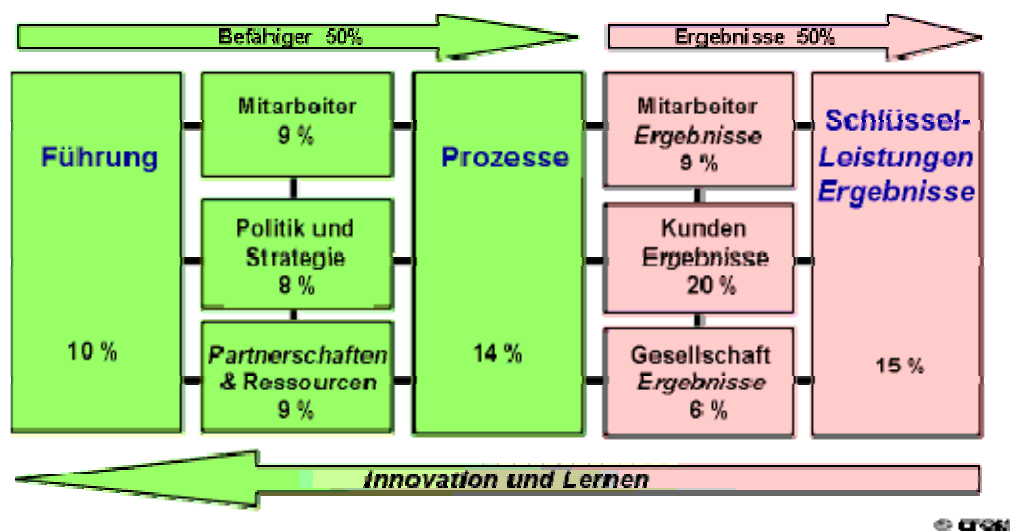 Befähiger 50%
Ergebnisse 50%
Führung
10 %
Mitarbeiter
9 %
Politik und
Strategie
8 %
Partnerschaften
& Ressourcen
9 %
Prozesse
14 %
Mitarbeiter
Ergebnisse
9 %
Kunden
Ergebnisse
20 %
Gesellschaft
Ergebnisse
6 %
Schlüssel-
Leistungen
Ergebnisse
15 %
Innovation und Lernen
©